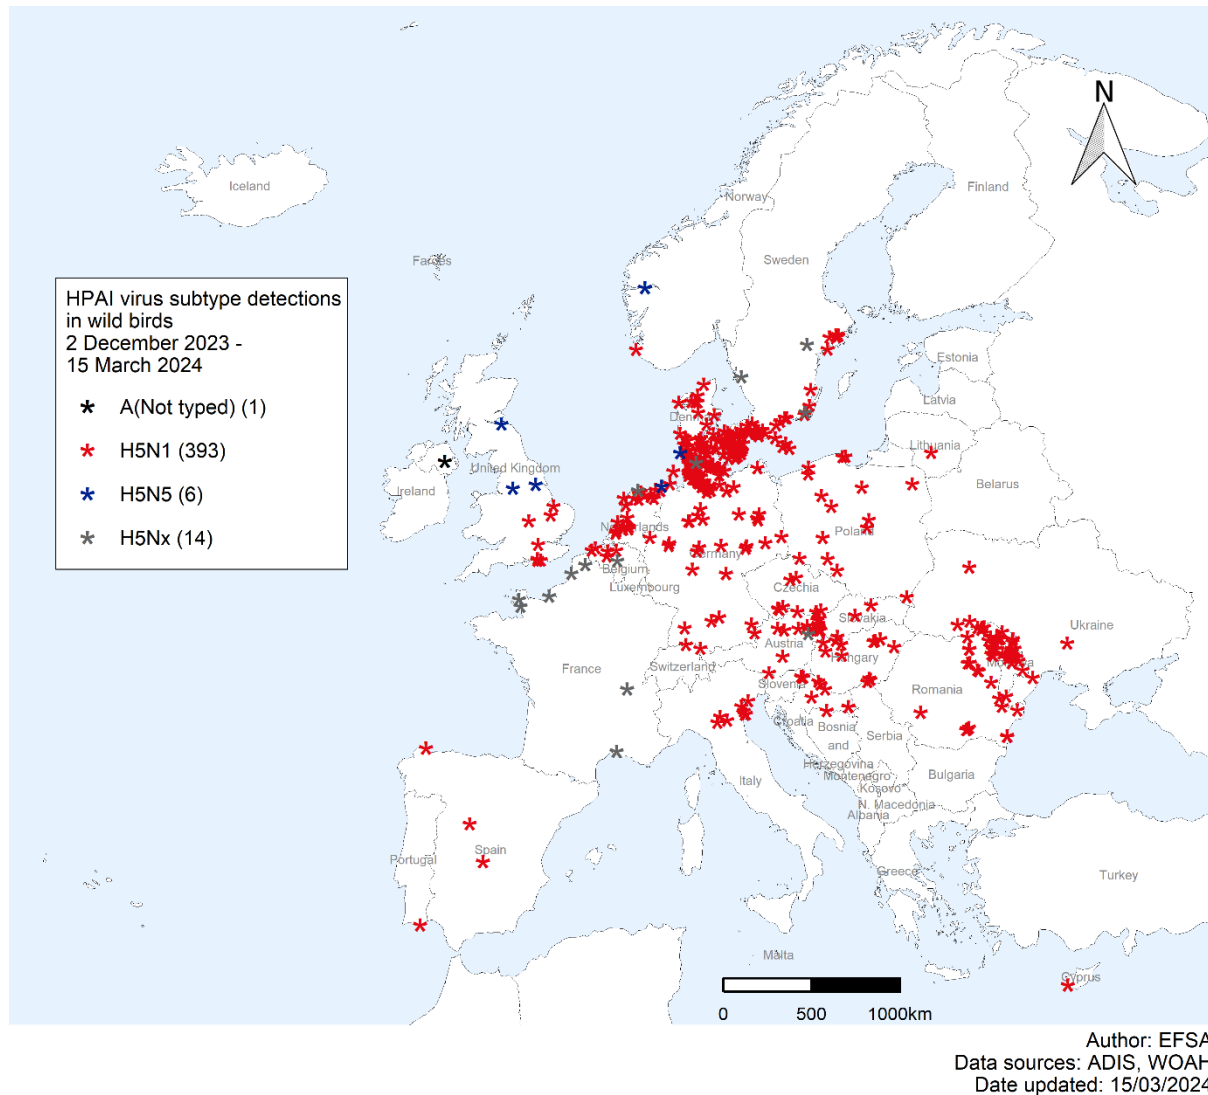 N
Iceland
Finland
Norway
Sweden
Faroes
HPAI virus subtype detections
in wild birds
2 December 2023 -
15 March 2024
A(Not typed) (1)
H5N1 (393)
H5N5 (6)
H5Nx (14)
Estonia
Latvia
Lithuania
United Kingdom
Ireland
Belarus
Netherlands
Poland
Germany
Belgium
Luxembourg
Czechia
Ukraine
Slovakia
Austria
Hungary
France
Switzerland
Slovenia
Romania
Croatia
Bosnia
and
Herzegovina
Serbia
Montenegro
Kosovo*
Bulgaria
Italy
N. Macedonia
Albania
Portugal
Spain
Greece
Turkey
Malta
Cyprus
0 500 1000km
Author: EFSA
Data sources: ADIS, WOAH
Date updated: 15/03/2024